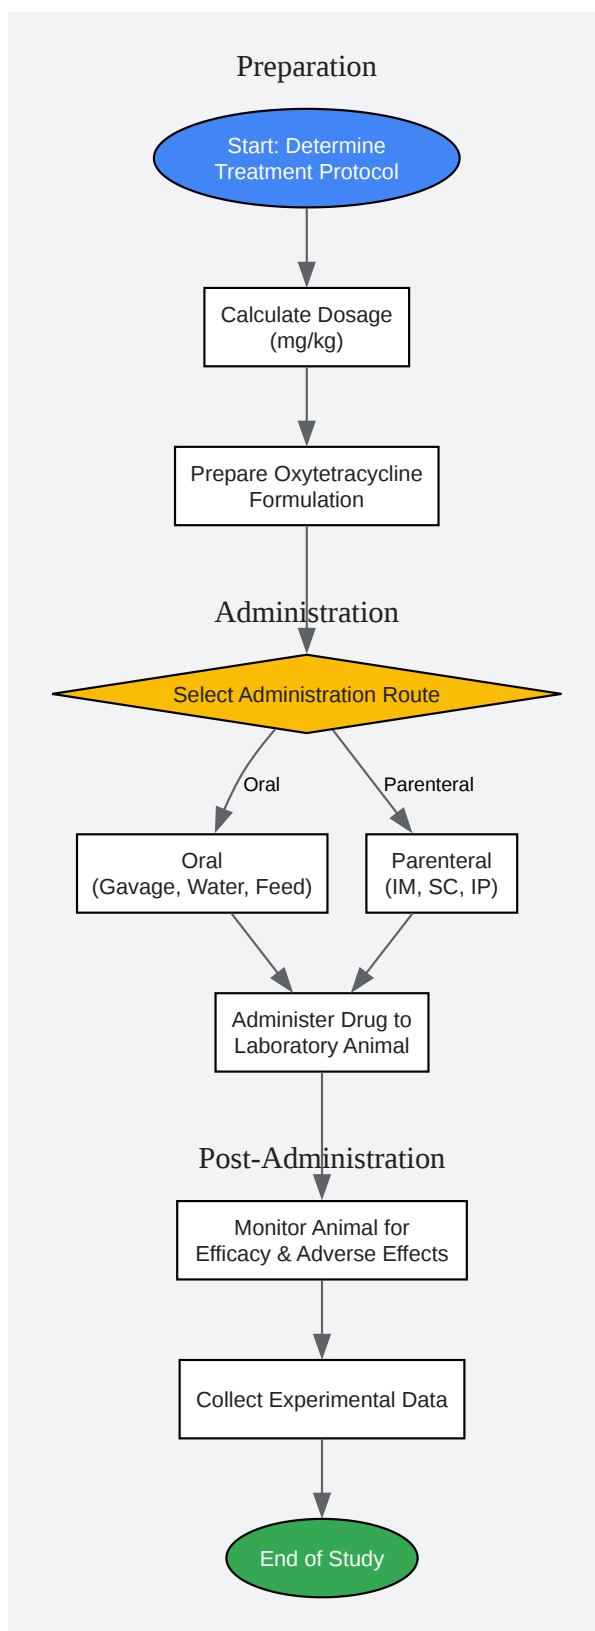 Preparation
Start: Determine
Treatment Protocol
Calculate Dosage
(mg/kg)
Prepare Oxytetracycline
Formulation
Administration
Select Administration Route
Oral
Parenteral
Oral
(Gavage, Water, Feed)
Parenteral
(IM, SC, IP)
Administer Drug to
Laboratory Animal
Post-Administration
Monitor Animal for
Efficacy & Adverse Effects
Collect Experimental Data
End of Study